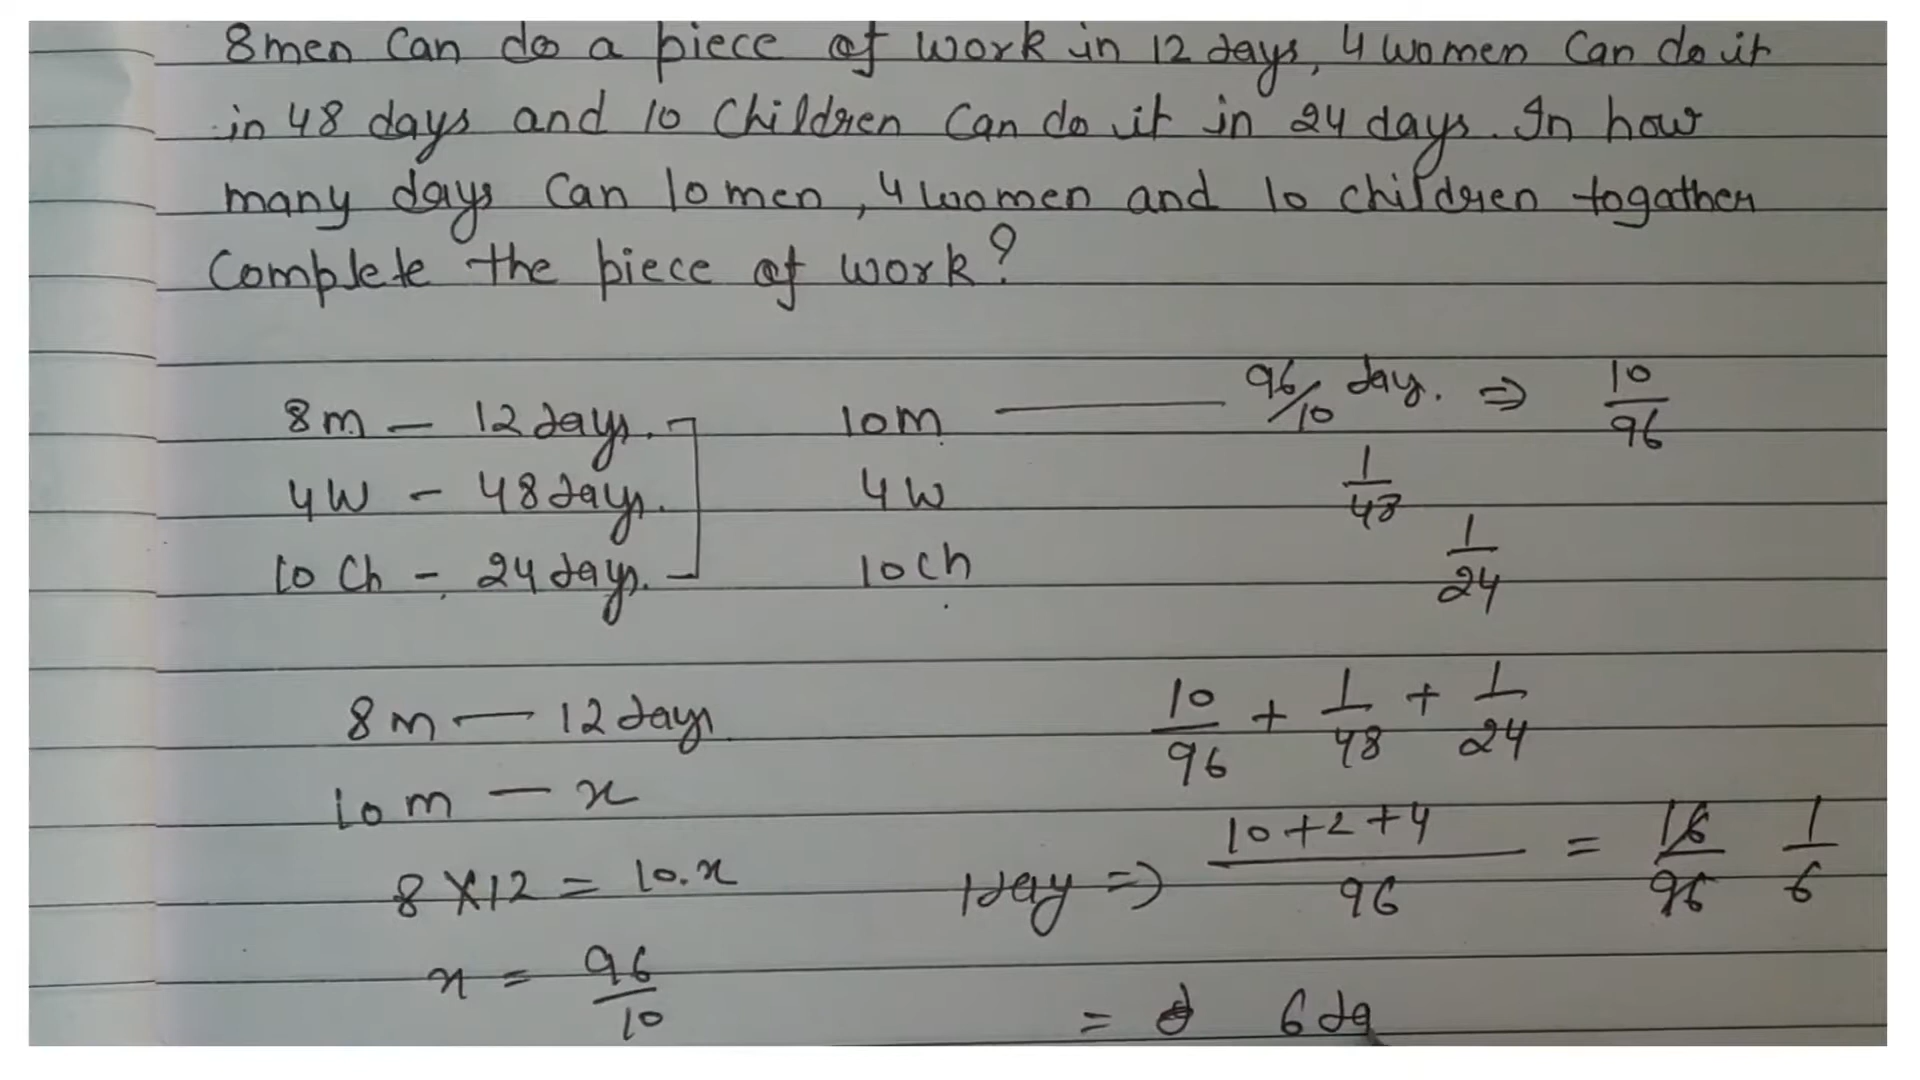 8men can do a piece of work in 12 days, 4 women can do it
in 48 days and 10 children can do it in 24 days. In how
many days can 10 men, 4 women and 10 children togather
complete the piece of work?
8m — 12 days. 10m — 96/10 day. ⇒ 10/96
4W - 48 days. 4W 1/48
10 Ch - 24 days. 10Ch 1/24
8m — 12 days 10/96 + 1/48 + 1/24
10m — x
8×12 = 10.x 1day ⇒ 10+2+4/96 = 16/96 1/6
x = 96/10
= 6 da